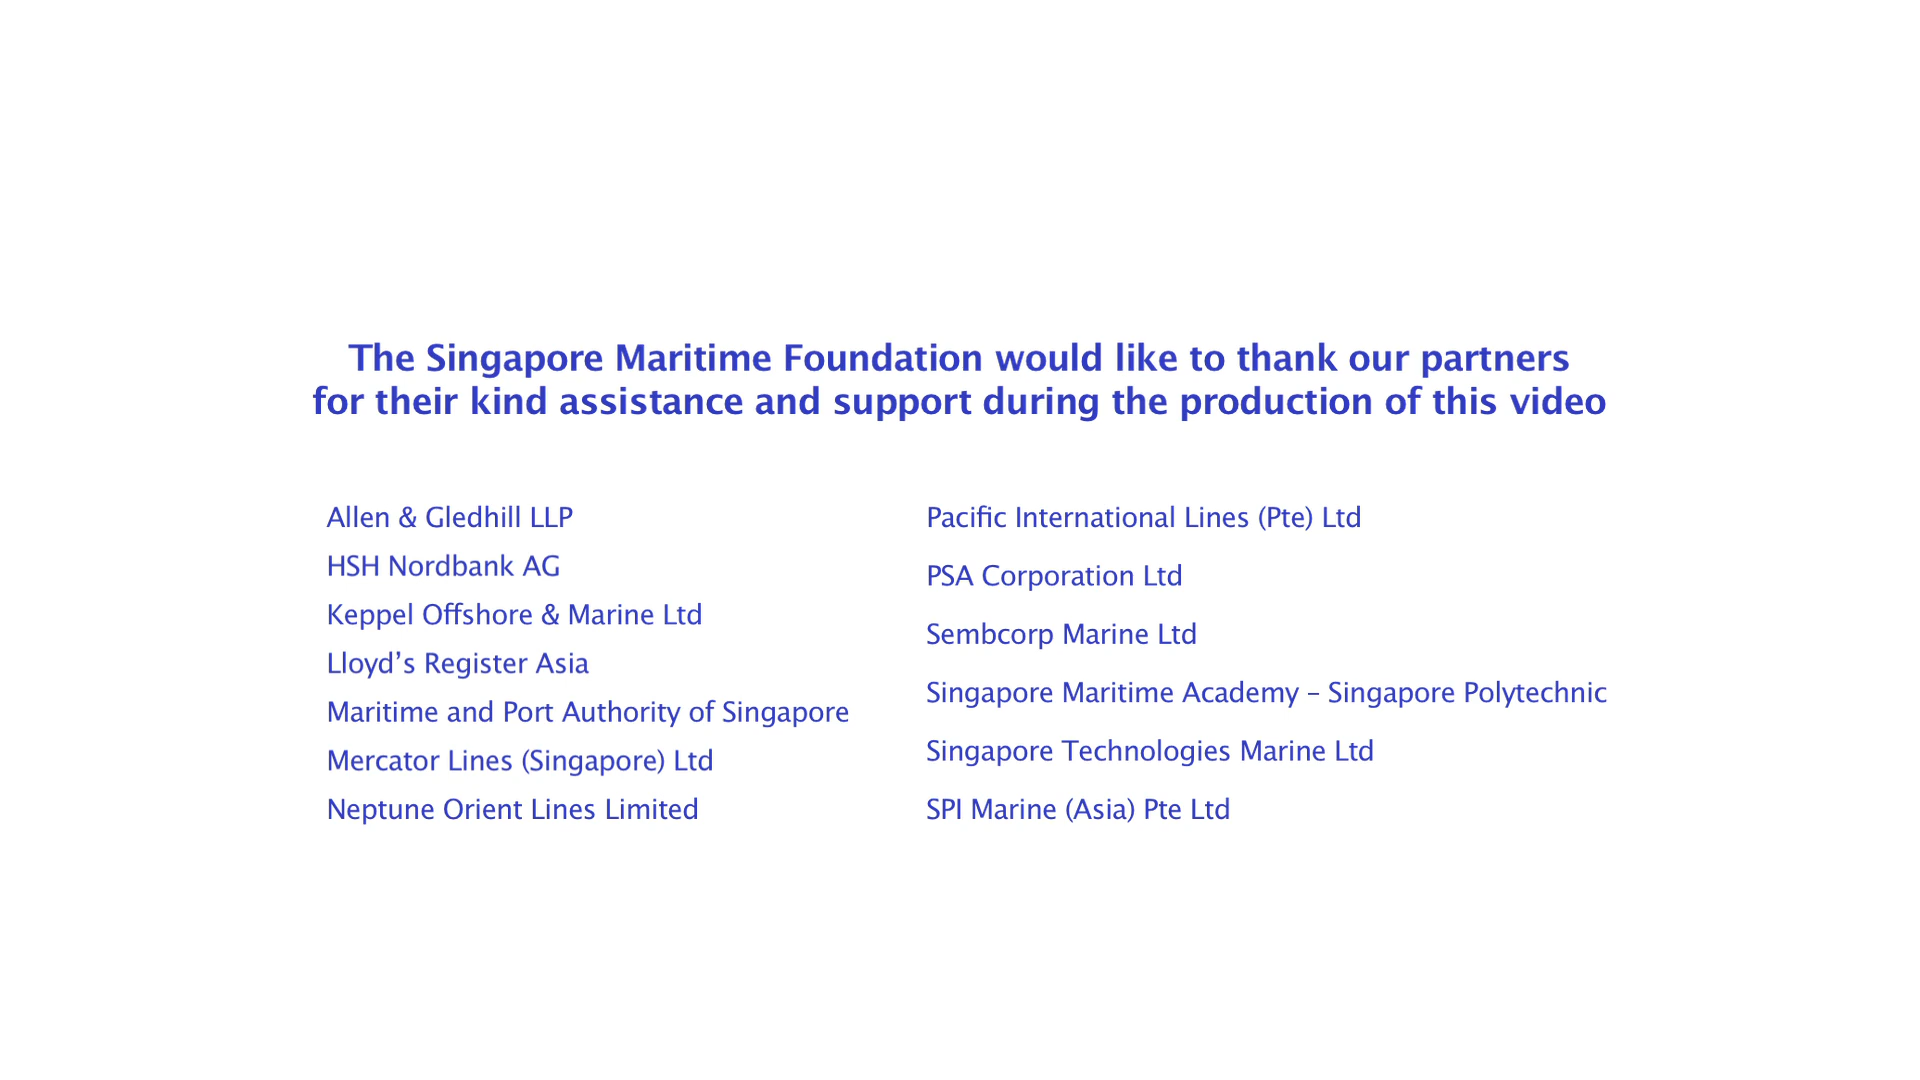 The Singapore Maritime Foundation would like to thank our partners
for their kind assistance and support during the production of this video
Allen & Gledhill LLP
HSH Nordbank AG
Keppel Offshore & Marine Ltd
Lloyd’s Register Asia
Maritime and Port Authority of Singapore
Mercator Lines (Singapore) Ltd
Neptune Orient Lines Limited
Pacific International Lines (Pte) Ltd
PSA Corporation Ltd
Sembcorp Marine Ltd
Singapore Maritime Academy – Singapore Polytechnic
Singapore Technologies Marine Ltd
SPI Marine (Asia) Pte Ltd